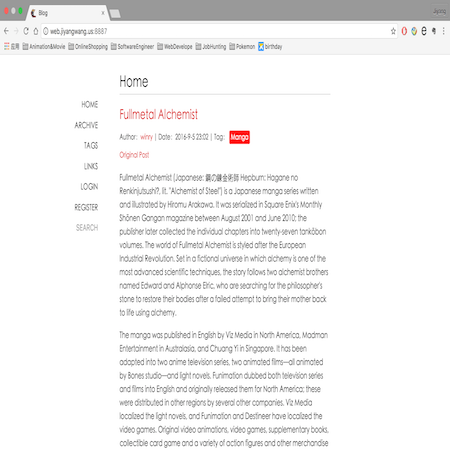 Blog
Jiyang
web.jiyangwang.us:8887
应用 Animation&Movie OnlineShopping SoftwareEngineer WebDevelope JobHunting Pokemon birthday
Home
HOME
ARCHIVE
TAGS
LINKS
LOGIN
REGISTER
SEARCH
Fullmetal Alchemist
Author: winry | Date: 2016-9-5 23:02 | Tag: Manga
Original Post
Fullmetal Alchemist (Japanese: 鋼の錬金術師 Hepburn: Hagane no
Renkinjutsushi?, lit. "Alchemist of Steel") is a Japanese manga series written
and illustrated by Hiromu Arakawa. It was serialized in Square Enix's Monthly
Shōnen Gangan magazine between August 2001 and June 2010; the
publisher later collected the individual chapters into twenty-seven tankōbon
volumes. The world of Fullmetal Alchemist is styled after the European
Industrial Revolution. Set in a fictional universe in which alchemy is one of the
most advanced scientific techniques, the story follows two alchemist brothers
named Edward and Alphonse Elric, who are searching for the philosopher's
stone to restore their bodies after a failed attempt to bring their mother back
to life using alchemy.
The manga was published in English by Viz Media in North America, Madman
Entertainment in Australasia, and Chuang Yi in Singapore. It has been
adapted into two anime television series, two animated films—all animated
by Bones studio—and light novels. Funimation dubbed both television series
and films into English and originally released them for North America; these
were distributed in other regions by several other companies. Viz Media
localized the light novels, and Funimation and Destineer have localized the
video games. Original video animations, video games, supplementary books,
collectible card game and a variety of action figures and other merchandise